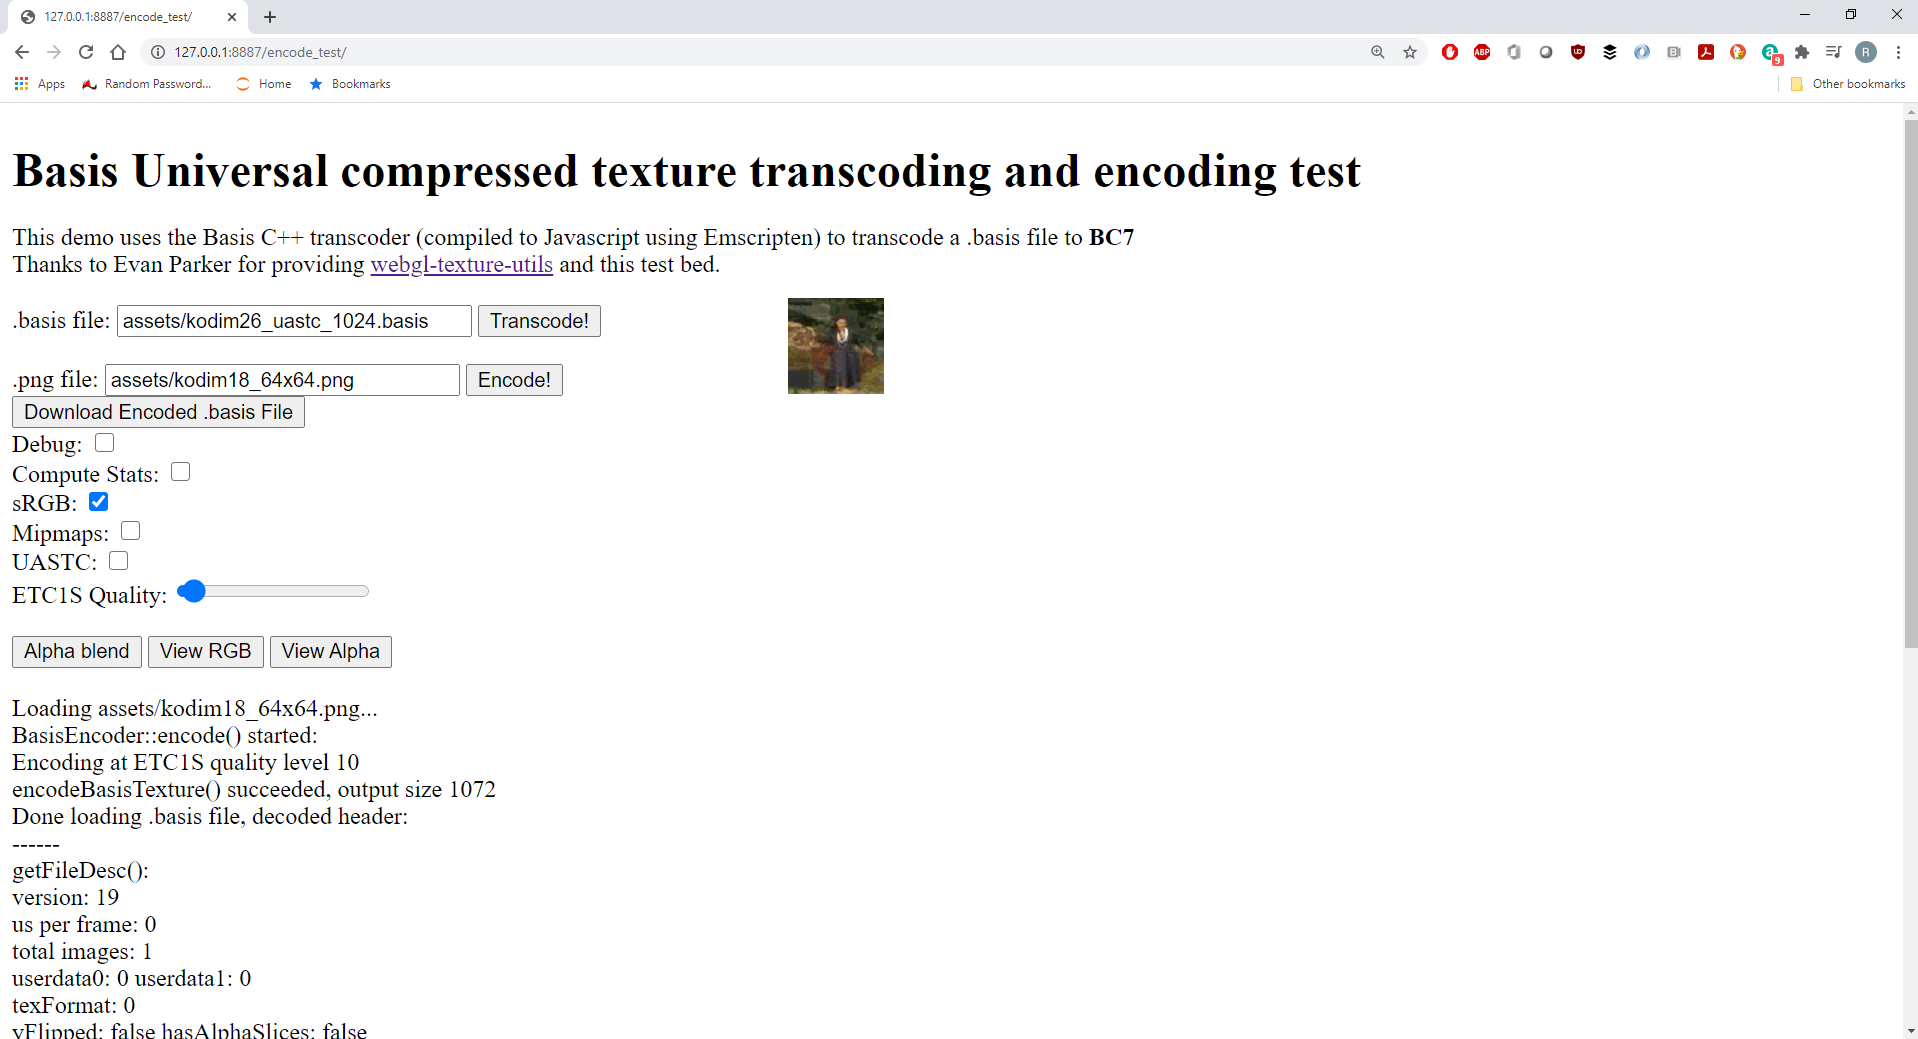 127.0.0.1:8887/encode_test/
127.0.0.1:8887/encode_test/
ABP
9
R
Apps Random Password... Home Bookmarks Other bookmarks
Basis Universal compressed texture transcoding and encoding test
This demo uses the Basis C++ transcoder (compiled to Javascript using Emscripten) to transcode a .basis file to BC7
Thanks to Evan Parker for providing webgl-texture-utils and this test bed.
.basis file: assets/kodim26_uastc_1024.basis Transcode!
.png file: assets/kodim18_64x64.png Encode!
Download Encoded .basis File
Debug:
Compute Stats:
sRGB:
Mipmaps:
UASTC:
ETC1S Quality:
Alpha blend View RGB View Alpha
Loading assets/kodim18_64x64.png...
BasisEncoder::encode() started:
Encoding at ETC1S quality level 10
encodeBasisTexture() succeeded, output size 1072
Done loading .basis file, decoded header:
------
getFileDesc():
version: 19
us per frame: 0
total images: 1
userdata0: 0 userdata1: 0
texFormat: 0
yFlipped: false hasAlphaSlices: false